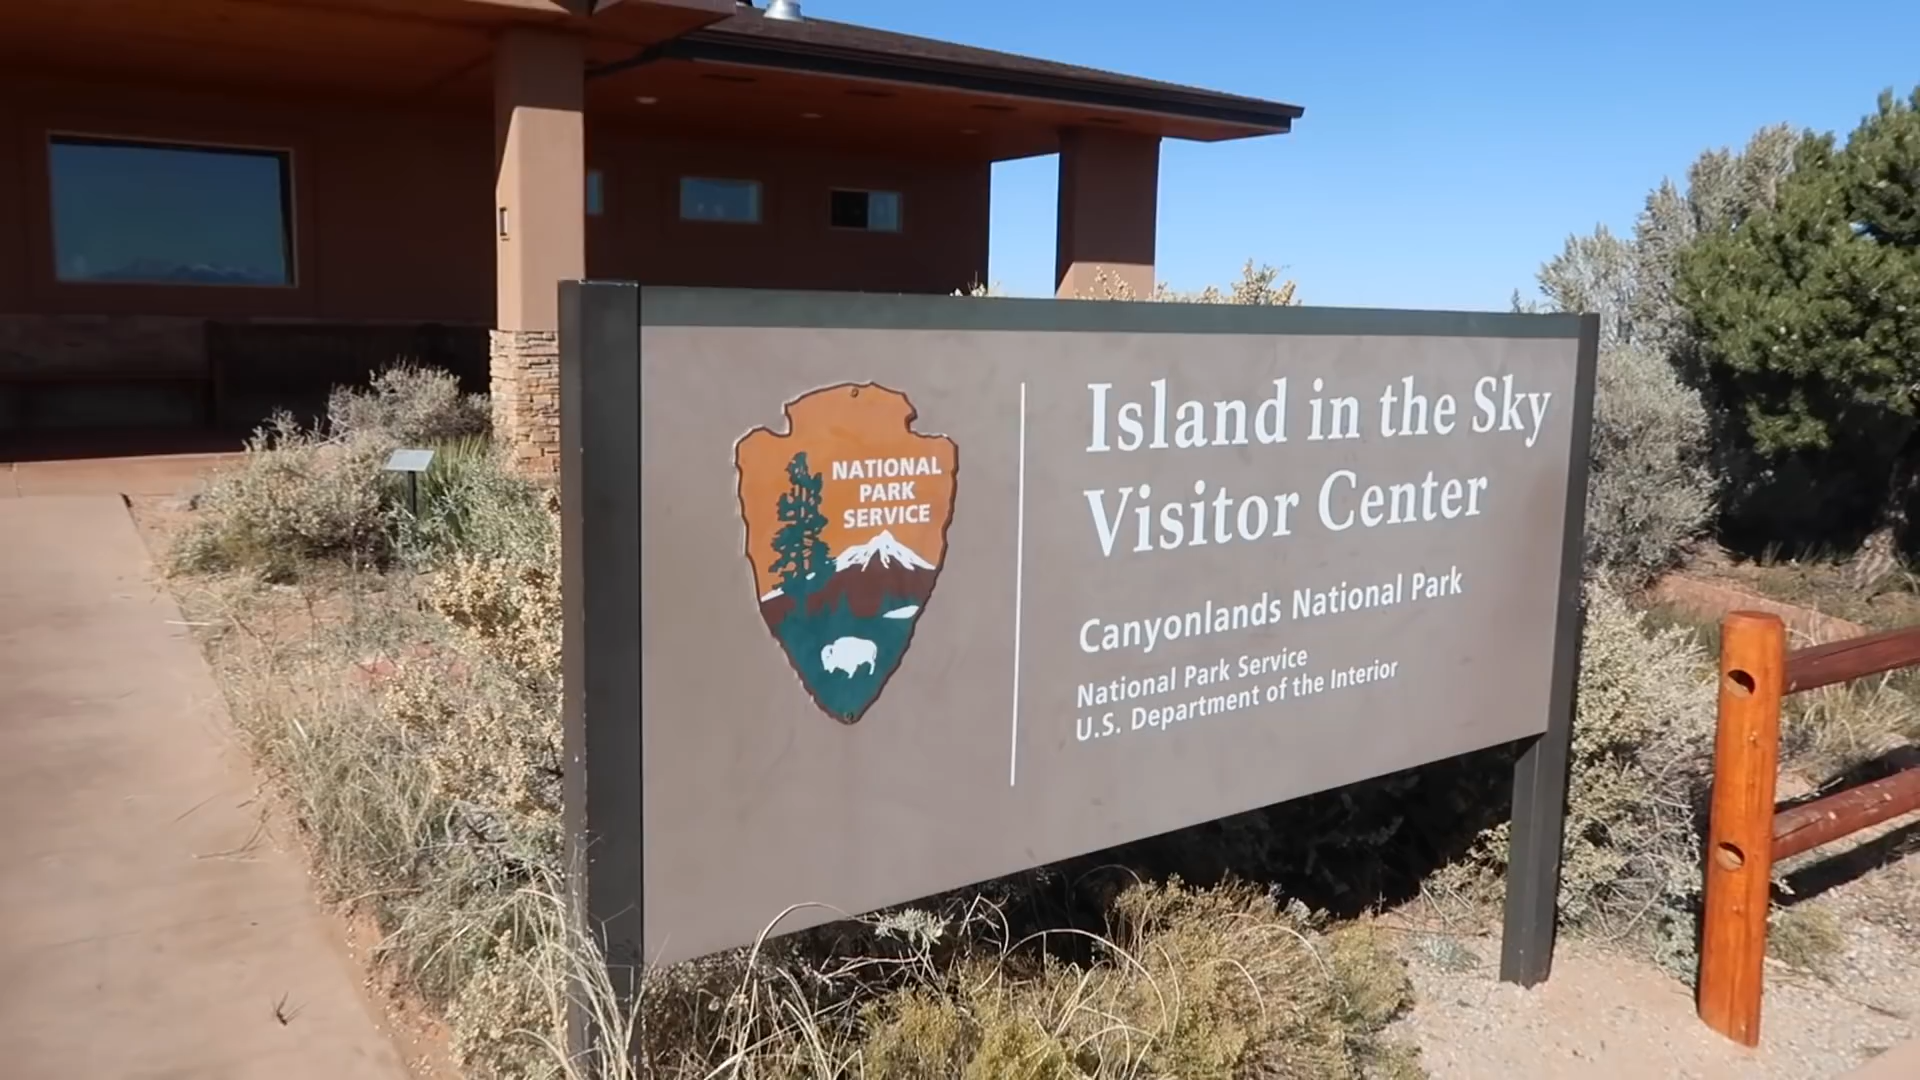 NATIONAL
PARK
SERVICE
Island in the Sky
Visitor Center
Canyonlands National Park
National Park Service
U.S. Department of the Interior